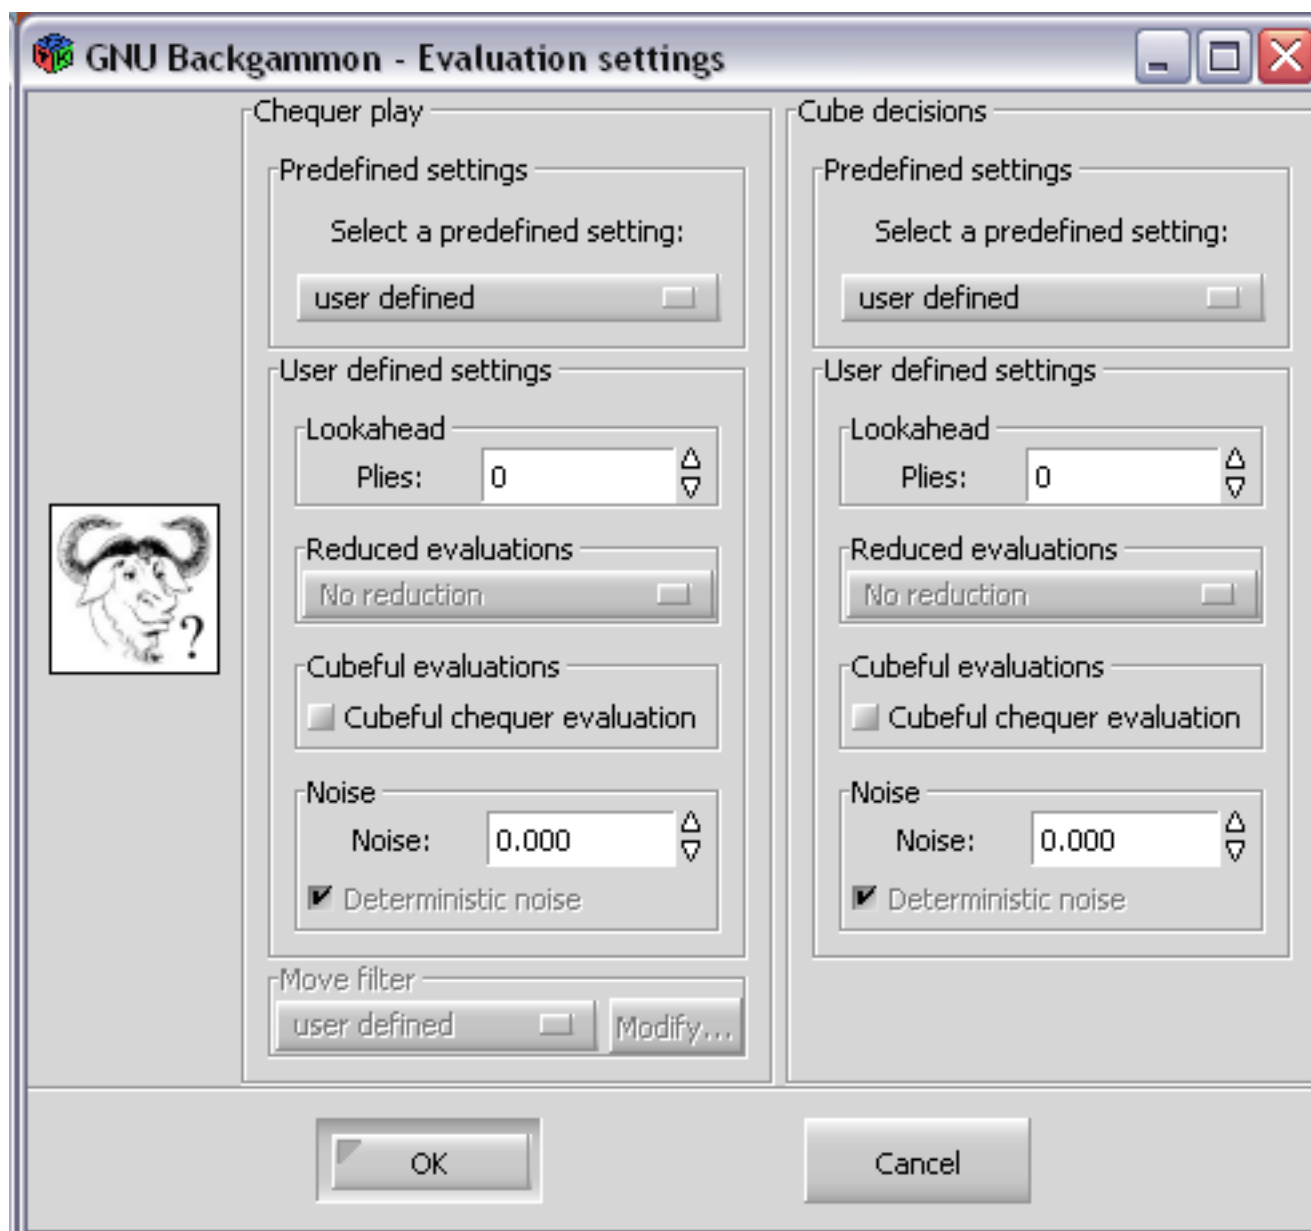 GNU Backgammon - Evaluation settings
Chequer play
Predefined settings
Select a predefined setting:
user defined
User defined settings
Lookahead
Plies: 0
Reduced evaluations
No reduction
Cubeful evaluations
Cubeful chequer evaluation
Noise
Noise: 0.000
Deterministic noise
Move filter
user defined Modify...
Cube decisions
Predefined settings
Select a predefined setting:
user defined
User defined settings
Lookahead
Plies: 0
Reduced evaluations
No reduction
Cubeful evaluations
Cubeful chequer evaluation
Noise
Noise: 0.000
Deterministic noise
?
OK Cancel